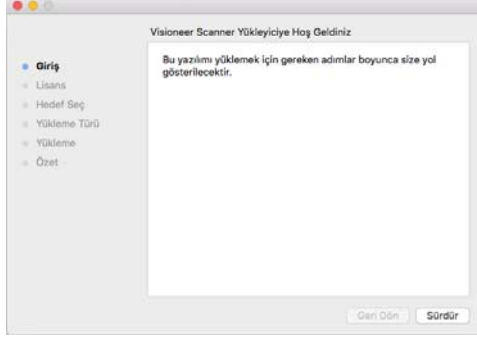 Visioneer Scanner Yükleyiciye Hoş Geldiniz
Giriş
Lisans
Hedef Seç
Yükleme Türü
Yükleme
Özet
Bu yazılımı yüklemek için gereken adımlar boyunca size yol
gösterilecektir.
Geri Dön
Sürdür